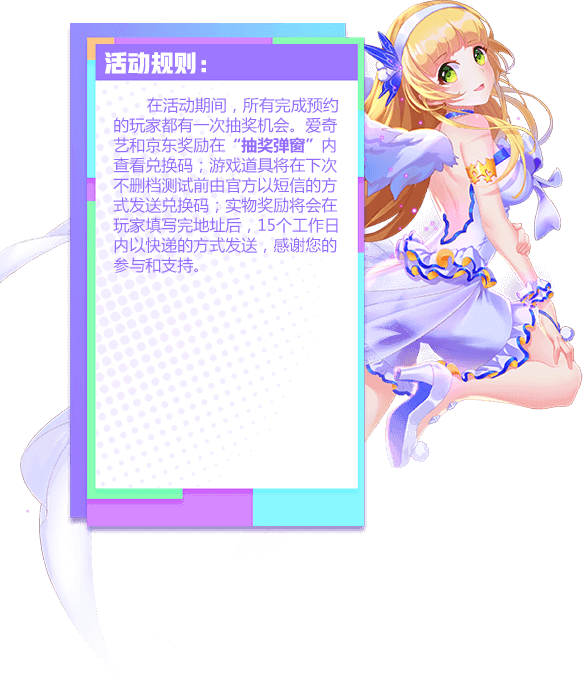 活动规则：
在活动期间，所有完成预约
的玩家都有一次抽奖机会。爱奇
艺和京东奖励在“抽奖弹窗”内
查看兑换码；游戏道具将在下次
不删档测试前由官方以短信的方
式发送兑换码；实物奖励将会在
玩家填写完地址后，15个工作日
内以快递的方式发送，感谢您的
参与和支持。